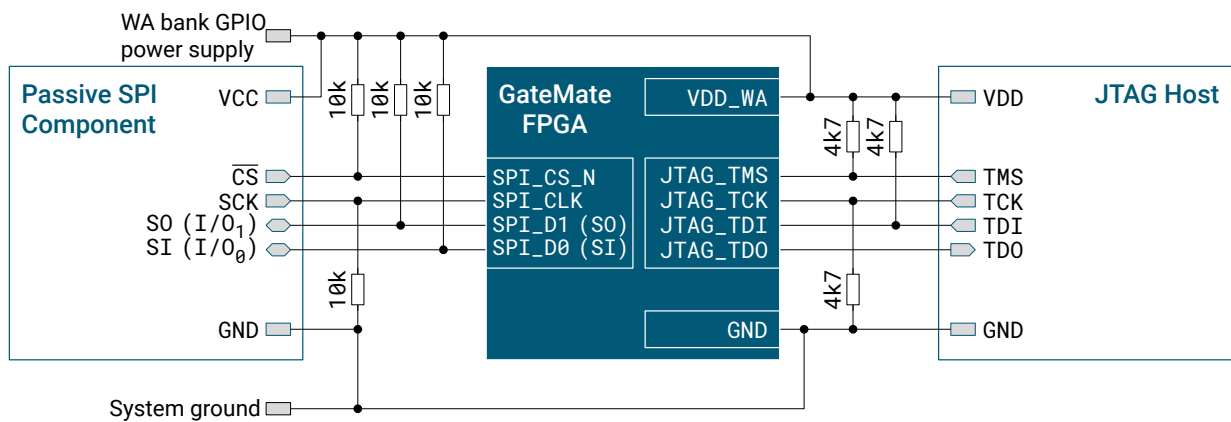 WA bank GPIO
power supply
Passive SPI
Component
VCC
CS
SCK
SO (I/O1)
SI (I/O0)
GND
System ground
10k
10k
10k
10k
GateMate
FPGA
VDD_WA
SPI_CS_N
SPI_CLK
SPI_D1 (SO)
SPI_D0 (SI)
JTAG_TMS
JTAG_TCK
JTAG_TDI
JTAG_TDO
GND
4k7
4k7
4k7
JTAG Host
VDD
TMS
TCK
TDI
TDO
GND